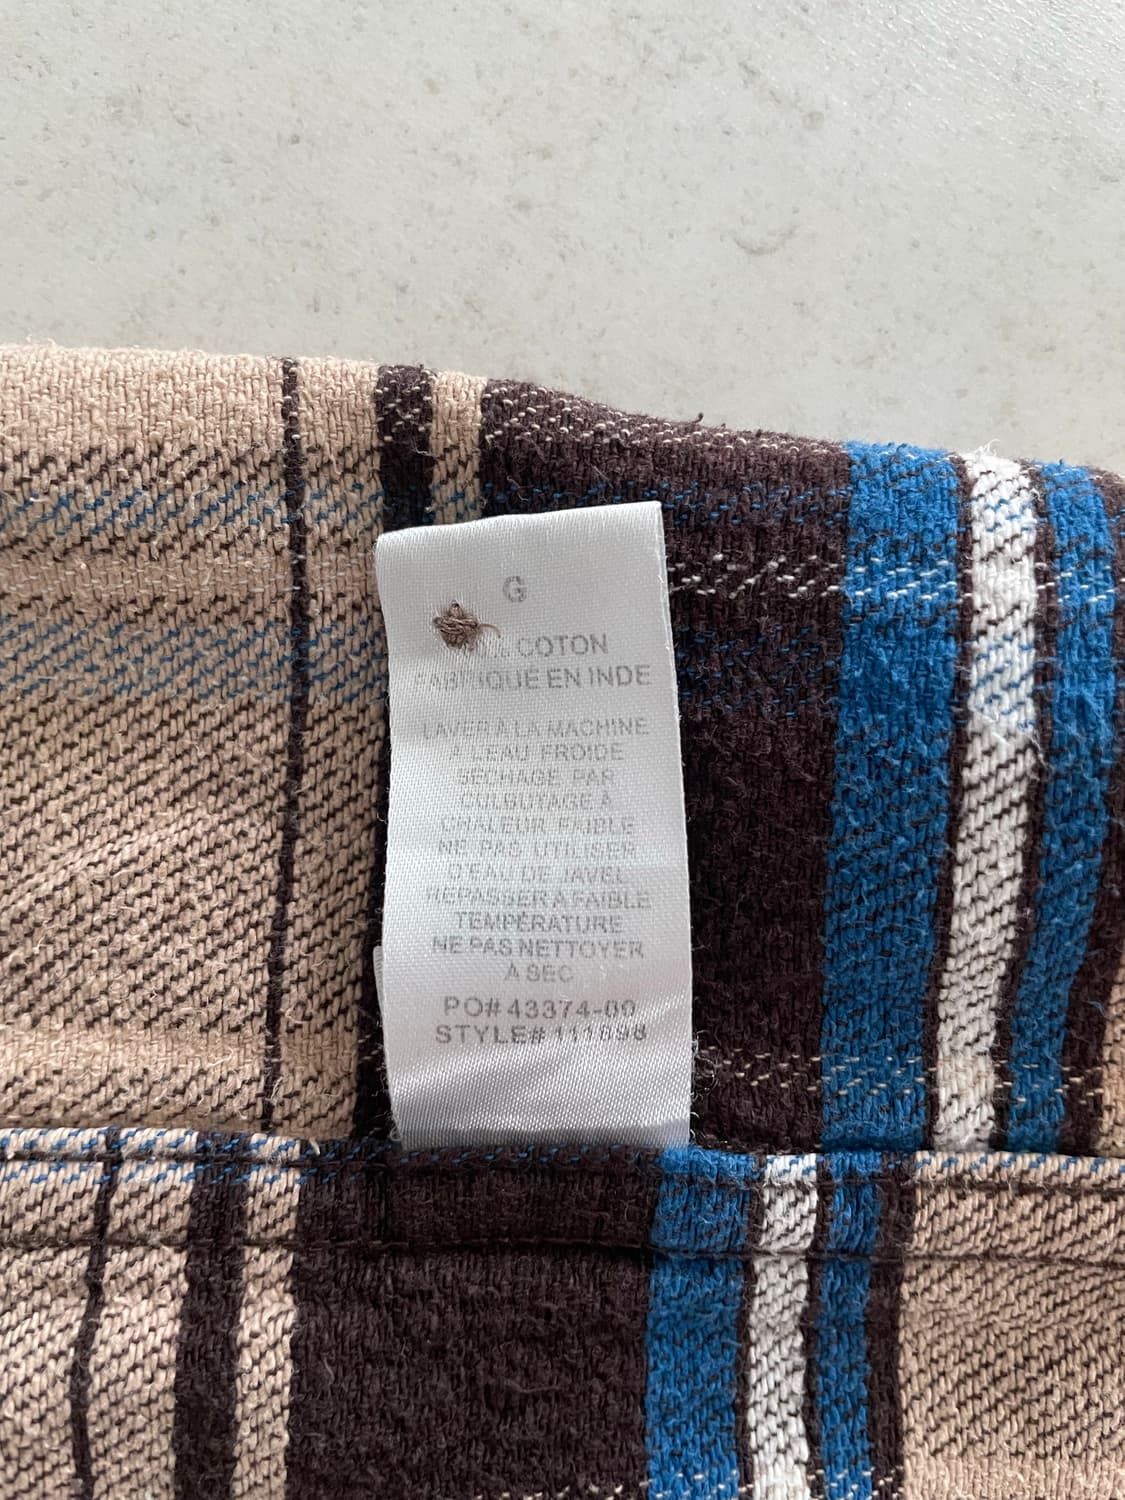 G
COTON
FABRIQUÉ EN INDE
LAVER À LA MACHINE
À L'EAU FROIDE
SÉCHAGE PAR
CULBUTAGE À
CHALEUR FAIBLE
NE PAS UTILISER
D'EAU DE JAVEL
REPASSER À FAIBLE
TEMPÉRATURE
NE PAS NETTOYER
À SEC
PO# 43374-00
STYLE#